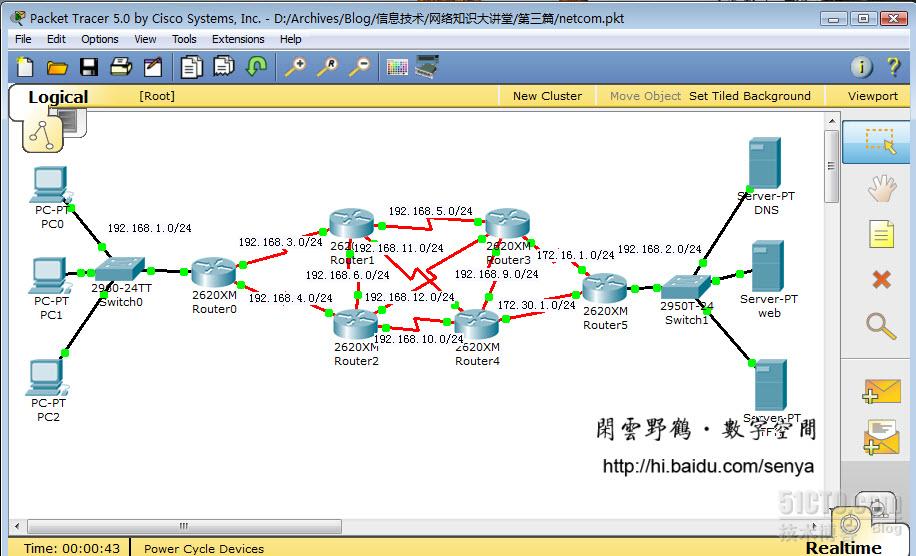 Packet Tracer 5.0 by Cisco Systems, Inc. - D:/Archives/Blog/信息技术/网络知识大讲堂/第三篇/netcom.pkt
File Edit Options View Tools Extensions Help
Logical [Root] New Cluster Move Object Set Tiled Background Viewport
PC-PT
PC0
192.168.1.0/24
PC-PT
PC1
2960-24TT
Switch0
PC-PT
PC2
2620XM
Router0
192.168.3.0/24
192.168.4.0/24
2620XM
Router1
192.168.5.0/24
192.168.11.0/24
192.168.6.0/24
192.168.12.0/24
2620XM
Router2
192.168.10.0/24
2620XM
Router3
192.168.9.0/24
2620XM
Router4
172.16.1.0/24
172.30.1.0/24
2620XM
Router5
192.168.2.0/24
2950T-24
Switch1
Server-PT
DNS
Server-PT
web
Server-PT
閑雲野鶴·數字空間
http://hi.baidu.com/senya
51CTO.com
技术博客 Blog
Time: 00:00:43 Power Cycle Devices Realtime